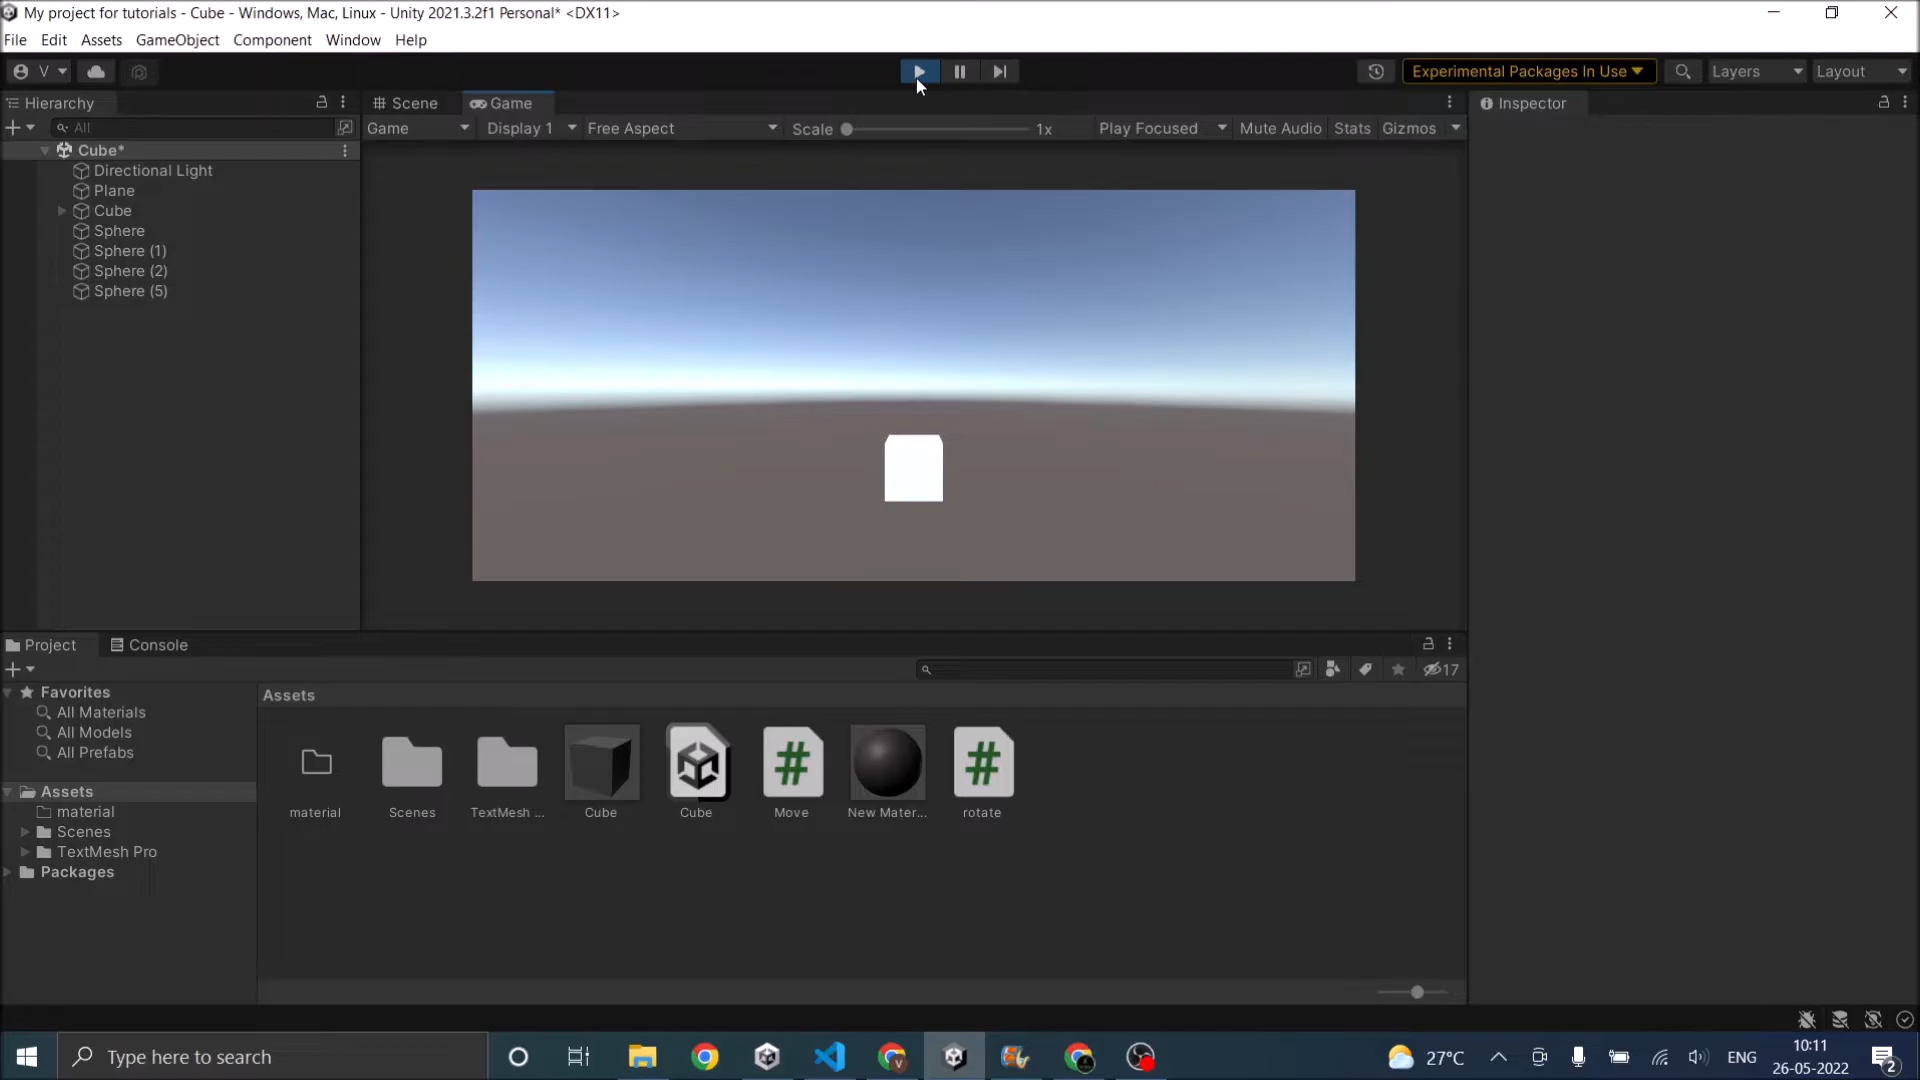 My project for tutorials - Cube - Windows, Mac, Linux - Unity 2021.3.2f1 Personal* <DX11>
File Edit Assets GameObject Component Window Help
V Experimental Packages In Use Layers Layout
Hierarchy Scene Game Inspector
All Game Display 1 Free Aspect Scale 1x Play Focused Mute Audio Stats Gizmos
Cube*
Directional Light
Plane
Cube
Sphere
Sphere (1)
Sphere (2)
Sphere (5)
Project Console
17
Favorites Assets
All Materials
All Models
All Prefabs
Assets
material
Scenes
TextMesh Pro
Packages
material Scenes TextMesh ... Cube Cube Move New Mater... rotate
Type here to search 27°C ENG 10:11
26-05-2022 2